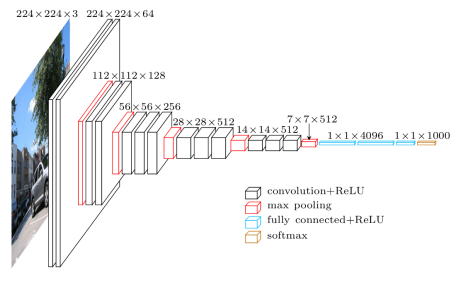 224×224×3
224×224×64
112×112×128
56×56×256
28×28×512
14×14×512
7×7×512
1×1×4096
1×1×1000
convolution+ReLU
max pooling
fully connected+ReLU
softmax